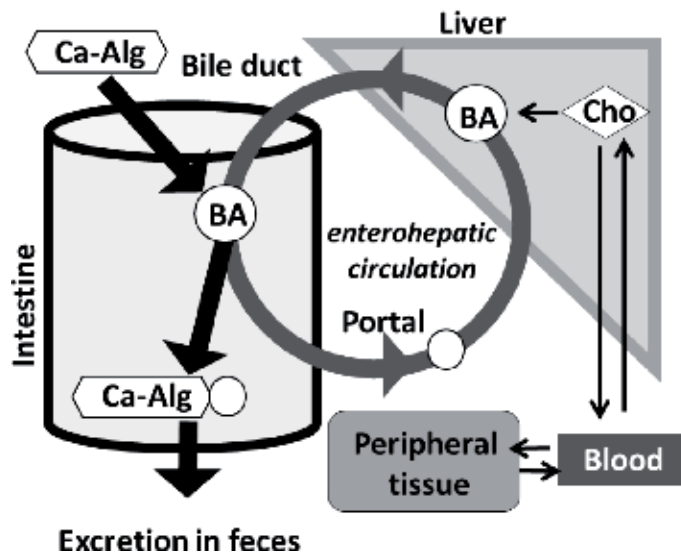 Liver
Ca-Alg
Bile duct
BA
Cho
BA
enterohepatic
circulation
Intestine
Portal
Ca-Alg
Peripheral
tissue
Blood
Excretion in feces